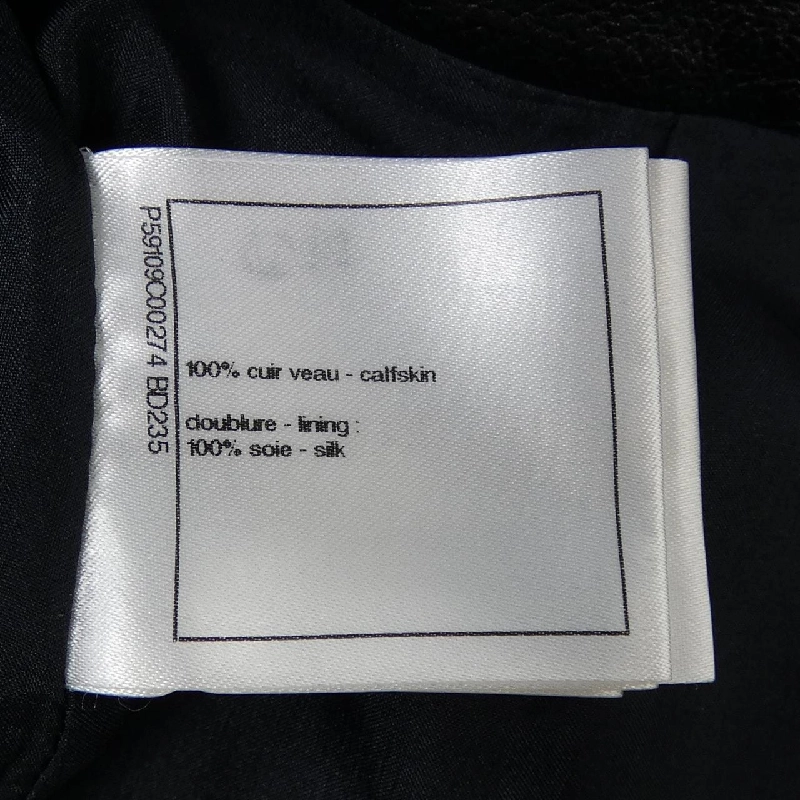 P59109C00274 BD235
100% cuir veau - calfskin
doublure - lining :
100% soie - silk